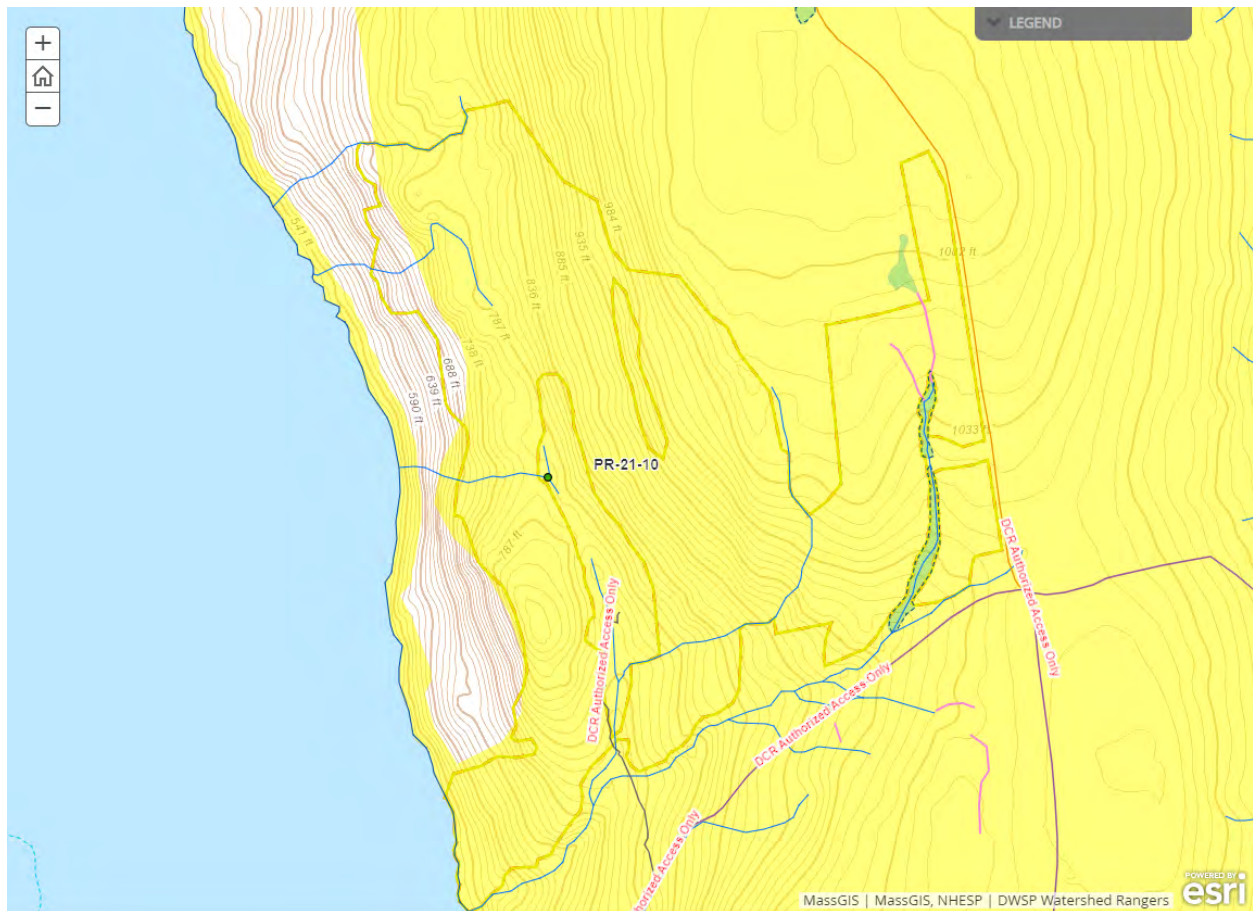 +
−
LEGEND
984 ft
541 ft
935 ft
885 ft
836 ft
1082 ft
787 ft
738 ft
688 ft
639 ft
590 ft
1033 ft
PR-21-10
787 ft
DCR Authorized Access Only
DCR Authorized Access Only
DCR Authorized Access Only
Authorized Access Only
POWERED BY
esri
MassGIS | MassGIS, NHESP | DWSP Watershed Rangers